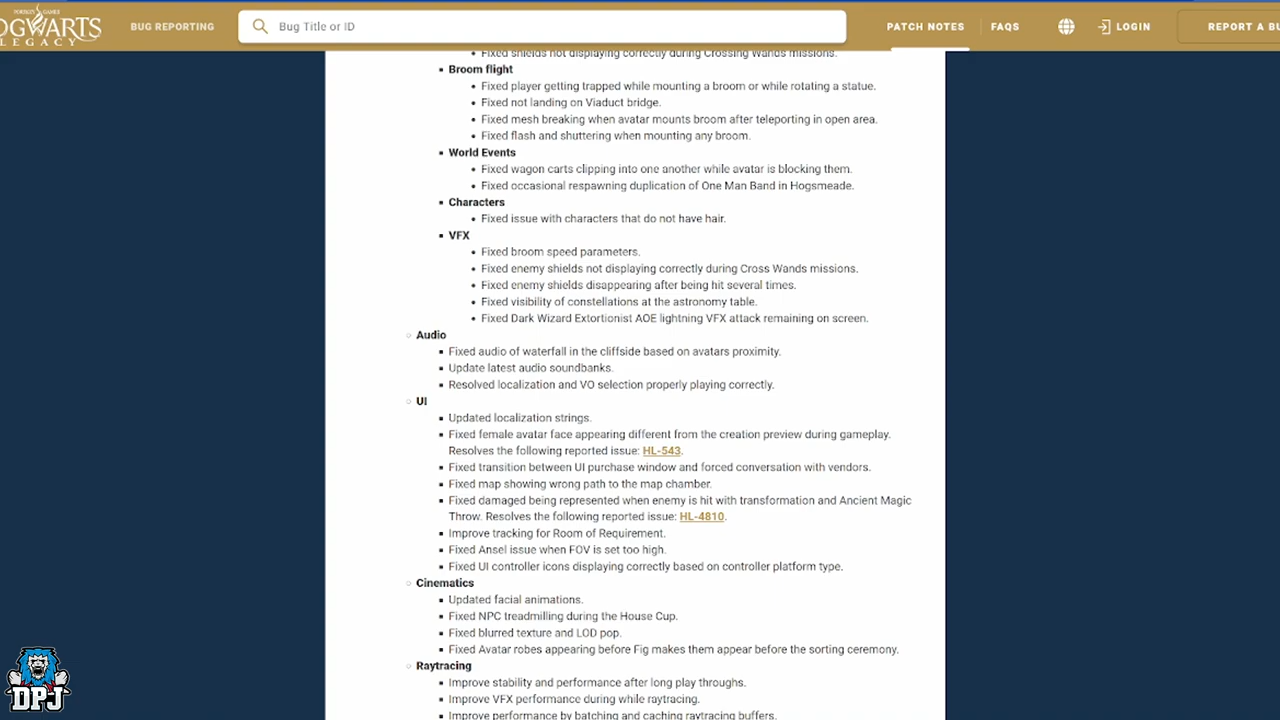 PORTKEY GAMES
HOGWARTS
LEGACY
BUG REPORTING
Bug Title or ID
PATCH NOTES
FAQS
LOGIN
REPORT A BU
Fixed shields not displaying correctly during Crossing Wands missions.
Broom flight
Fixed player getting trapped while mounting a broom or while rotating a statue.
Fixed not landing on Viaduct bridge.
Fixed mesh breaking when avatar mounts broom after teleporting in open area.
Fixed flash and shuttering when mounting any broom.
World Events
Fixed wagon carts clipping into one another while avatar is blocking them.
Fixed occasional respawning duplication of One Man Band in Hogsmeade.
Characters
Fixed issue with characters that do not have hair.
VFX
Fixed broom speed parameters.
Fixed enemy shields not displaying correctly during Cross Wands missions.
Fixed enemy shields disappearing after being hit several times.
Fixed visibility of constellations at the astronomy table.
Fixed Dark Wizard Extortionist AOE lightning VFX attack remaining on screen.
Audio
Fixed audio of waterfall in the cliffside based on avatars proximity.
Update latest audio soundbanks.
Resolved localization and VO selection properly playing correctly.
UI
Updated localization strings.
Fixed female avatar face appearing different from the creation preview during gameplay.
Resolves the following reported issue: HL-543.
Fixed transition between UI purchase window and forced conversation with vendors.
Fixed map showing wrong path to the map chamber.
Fixed damaged being represented when enemy is hit with transformation and Ancient Magic
Throw. Resolves the following reported issue: HL-4810.
Improve tracking for Room of Requirement.
Fixed Ansel issue when FOV is set too high.
Fixed UI controller icons displaying correctly based on controller platform type.
Cinematics
Updated facial animations.
Fixed NPC treadmilling during the House Cup.
Fixed blurred texture and LOD pop.
Fixed Avatar robes appearing before Fig makes them appear before the sorting ceremony.
Raytracing
Improve stability and performance after long play throughs.
Improve VFX performance during while raytracing.
Improve performance by batching and caching raytracing buffers.
DPJ